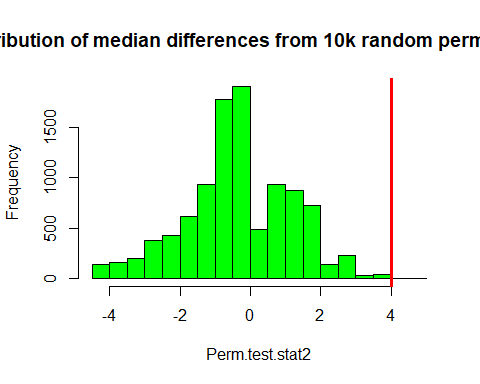 ribution of median differences from 10k random perm
Frequency
1500
1000
500
0
-4 -2 0 2 4
Perm.test.stat2